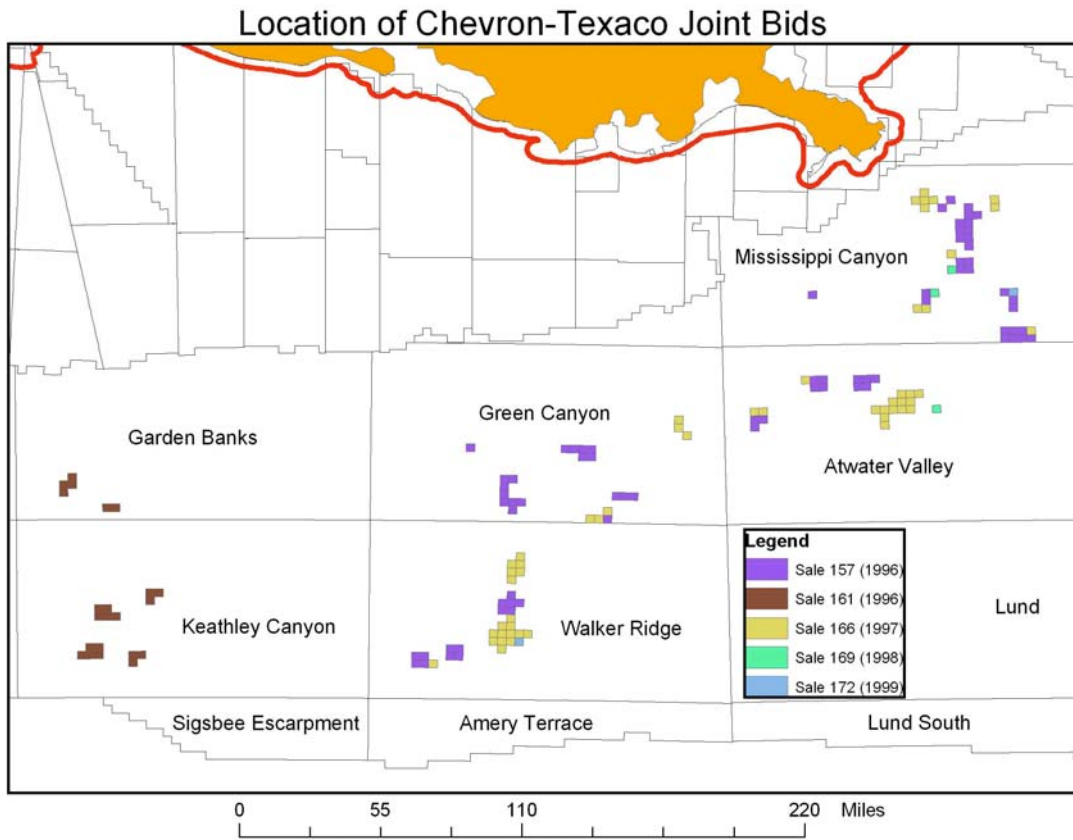 Location of Chevron-Texaco Joint Bids
Mississippi Canyon
Green Canyon
Garden Banks
Atwater Valley
Legend
Sale 157 (1996)
Sale 161 (1996)
Sale 166 (1997)
Sale 169 (1998)
Sale 172 (1999)
Lund
Keathley Canyon
Walker Ridge
Sigsbee Escarpment
Amery Terrace
Lund South
0 55 110 220 Miles